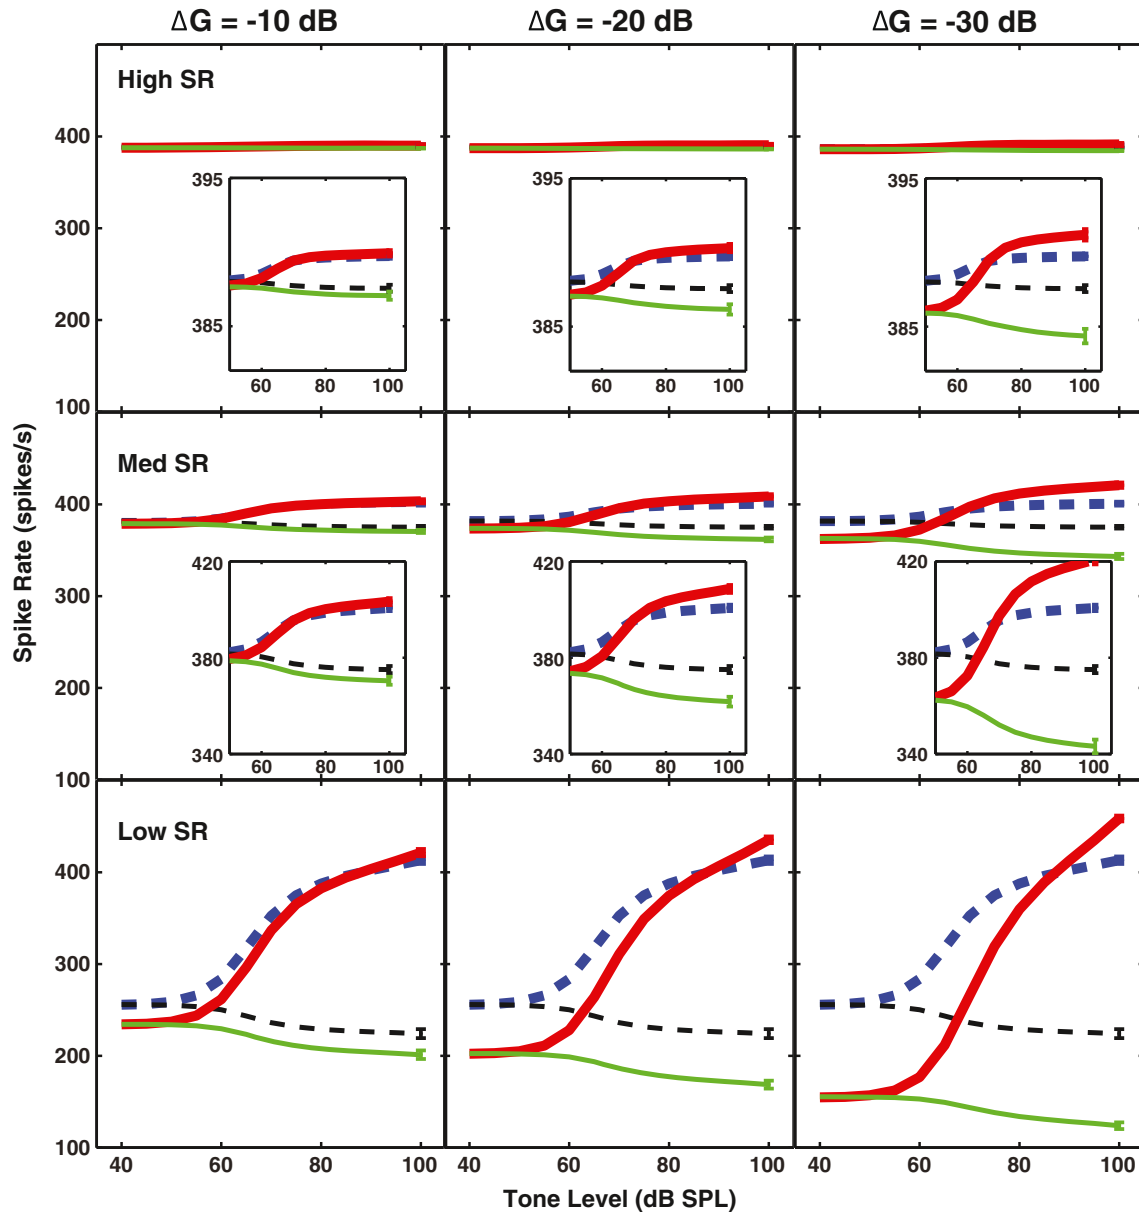 ΔG = -10 dB ΔG = -20 dB ΔG = -30 dB
High SR
400
300
200
100
395
385
60 80 100
395
385
60 80 100
395
385
60 80 100
Med SR
400
300
200
100
420
380
340
60 80 100
420
380
340
60 80 100
420
380
340
60 80 100
Low SR
400
300
200
100
40 60 80 100 40 60 80 100 40 60 80 100
Spike Rate (spikes/s)
Tone Level (dB SPL)